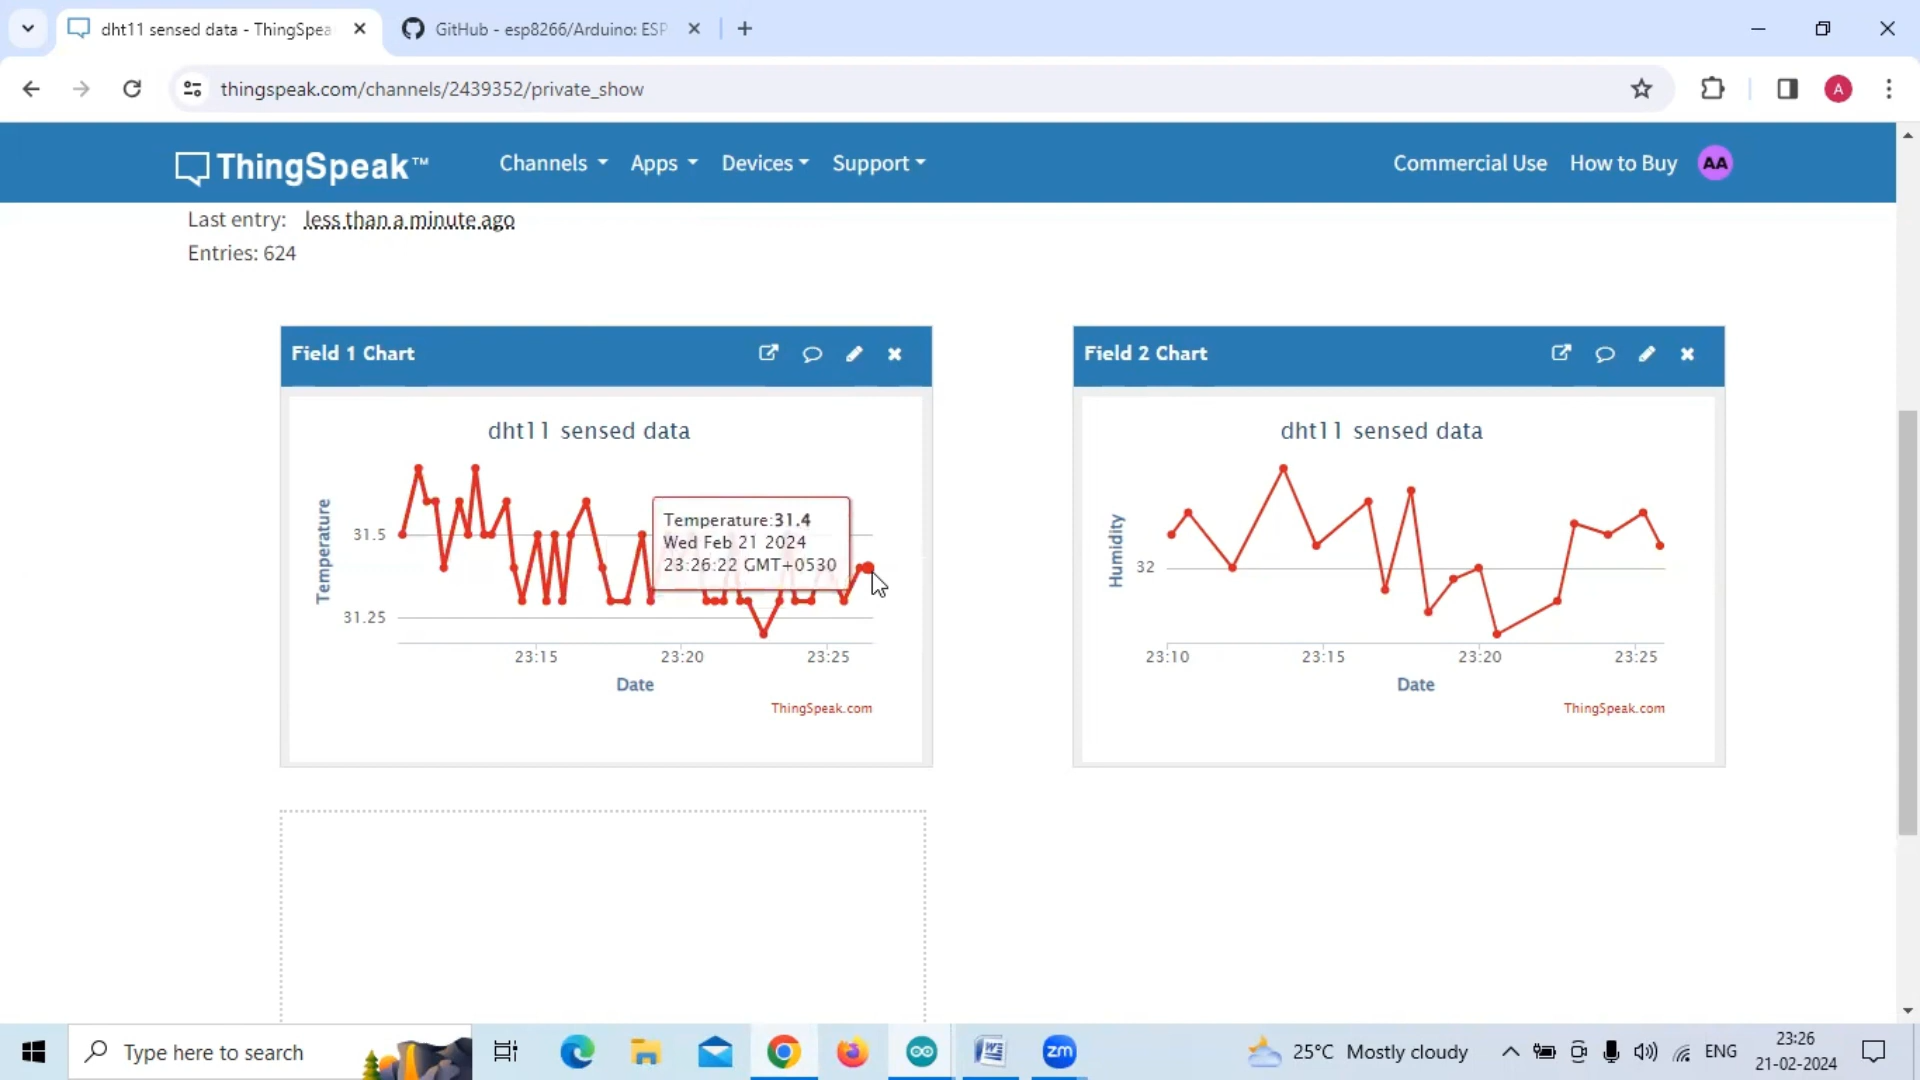 dht11 sensed data - ThingSpea
GitHub - esp8266/Arduino: ESP
thingspeak.com/channels/2439352/private_show
A
ThingSpeak™
Channels
Apps
Devices
Support
Commercial Use
How to Buy
AA
Last entry: less than a minute ago
Entries: 624
Field 1 Chart
dht11 sensed data
Temperature
31.5
31.25
Temperature:31.4
Wed Feb 21 2024
23:26:22 GMT+0530
23:15
23:20
23:25
Date
ThingSpeak.com
Field 2 Chart
dht11 sensed data
Humidity
32
23:10
23:15
23:20
23:25
Date
ThingSpeak.com
Type here to search
W
zm
25°C Mostly cloudy
ENG
23:26
21-02-2024